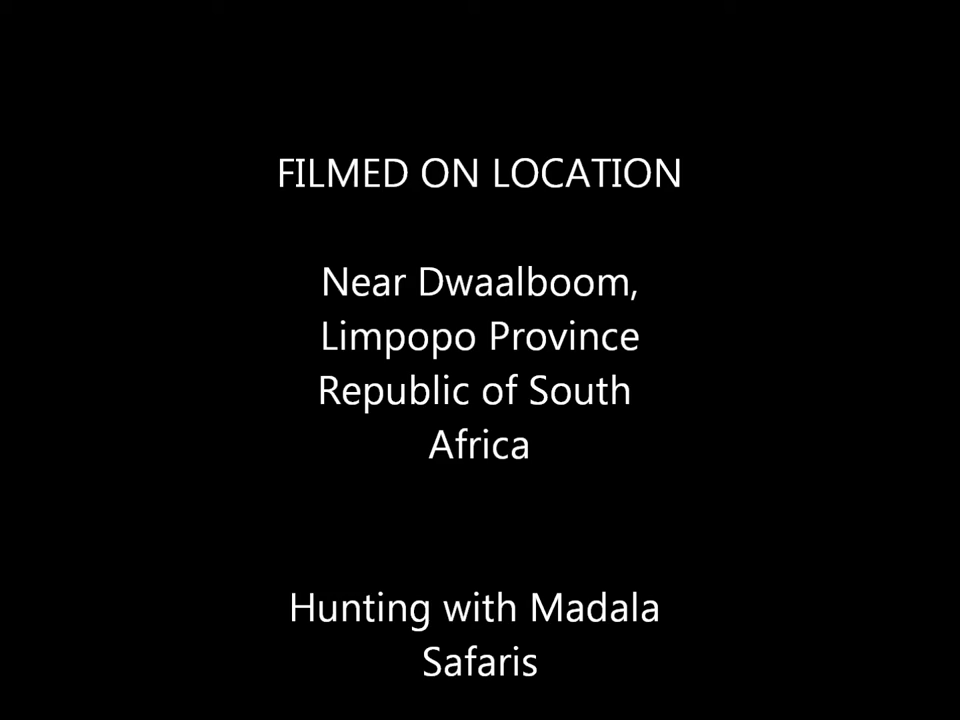 FILMED ON LOCATION
Near Dwaalboom,
Limpopo Province
Republic of South
Africa
Hunting with Madala
Safaris